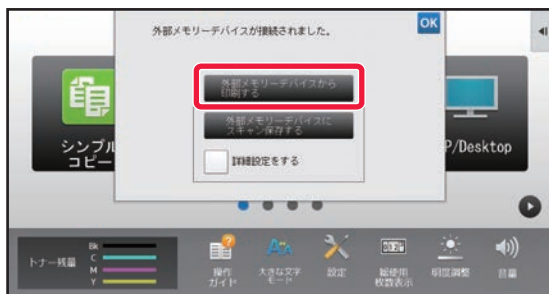 外部メモリーデバイスが接続されました。
OK
外部メモリーデバイスから
印刷する
外部メモリーデバイスに
スキャン保存する
詳細設定をする
シンプル
コピー
P/Desktop
トナー残量
Bk
C
M
Y
操作
ガイド
大きな文字
モード
設定
総使用
枚数表示
明度調整
音量